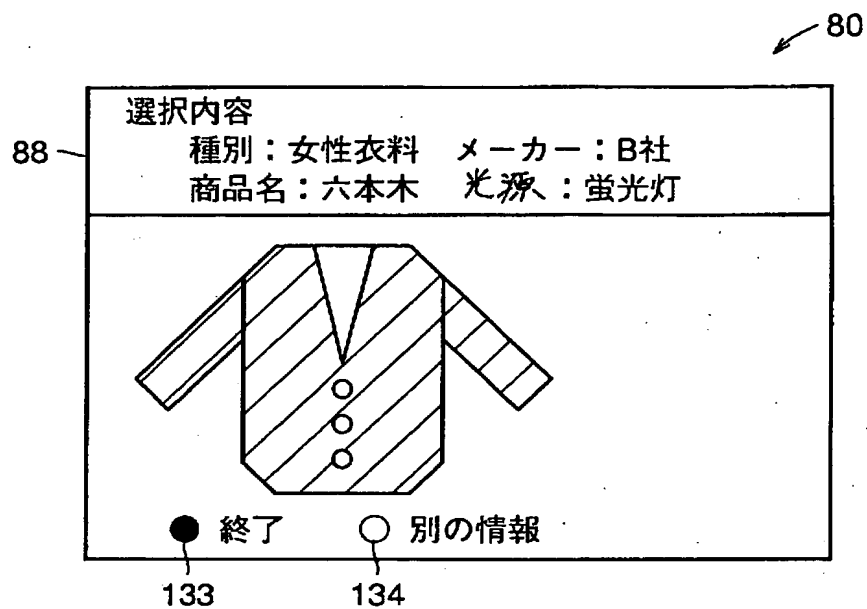 80
選択内容
88
種別：女性衣料　メーカー：B社
商品名：六本木　光源：蛍光灯
終了　別の情報
133　134